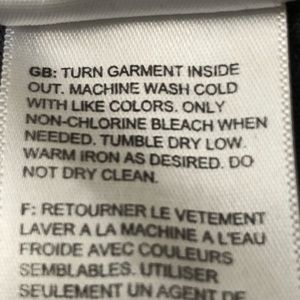 GB: TURN GARMENT INSIDE
OUT. MACHINE WASH COLD
WITH LIKE COLORS. ONLY
NON-CHLORINE BLEACH WHEN
NEEDED. TUMBLE DRY LOW.
WARM IRON AS DESIRED. DO
NOT DRY CLEAN.
F: RETOURNER LE VETEMENT
LAVER A LA MACHINE A L'EAU
FROIDE AVEC COULEURS
SEMBLABLES. UTILISER
SEULEMENT UN AGENT DE